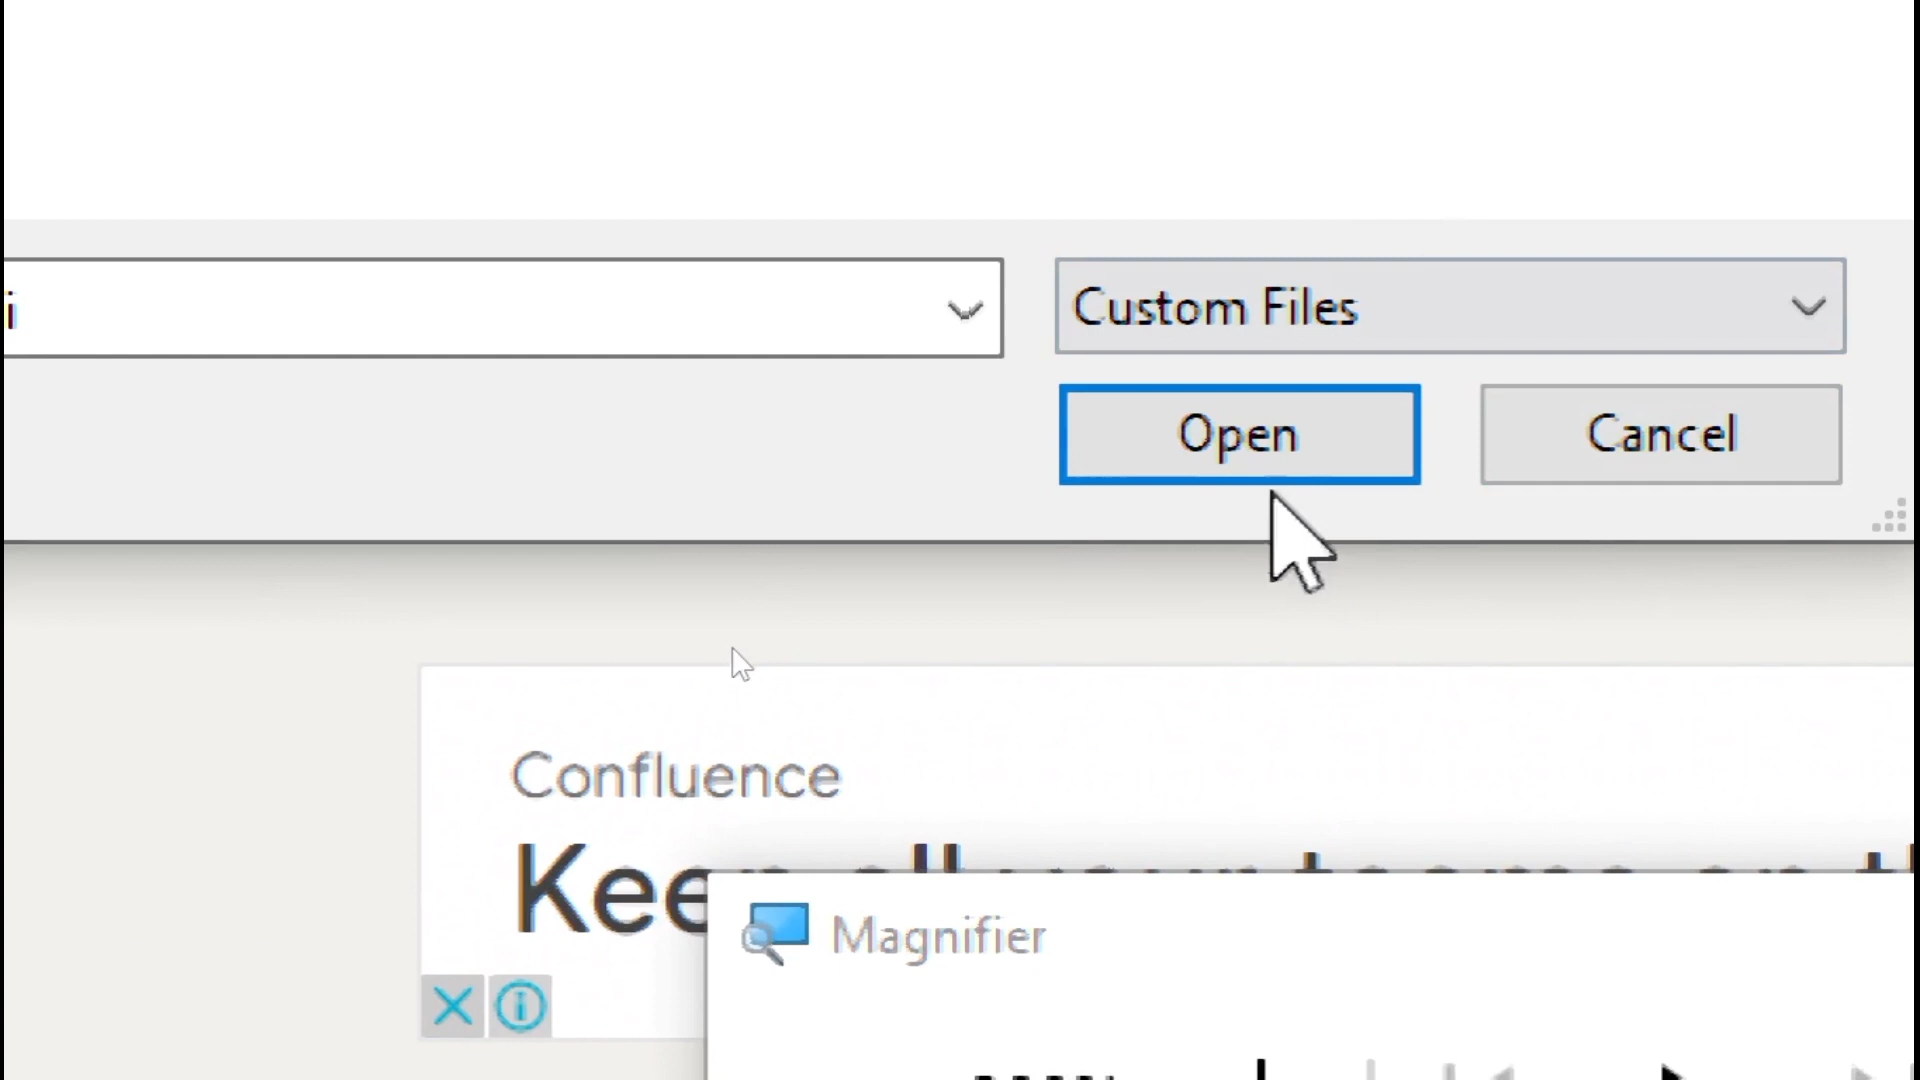 i
Custom Files
Open
Cancel
Confluence
Magnifier